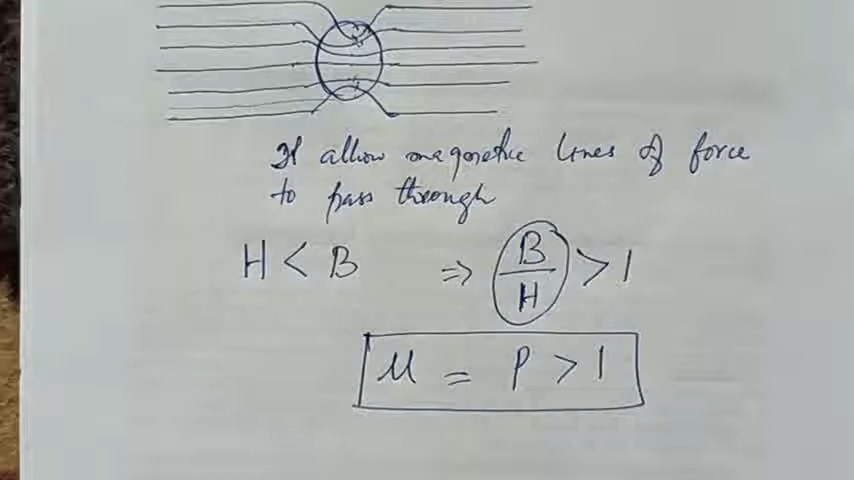 It allow magnetic lines of force
to pass through
H < B ⇒ B/H > 1
μ = P > 1